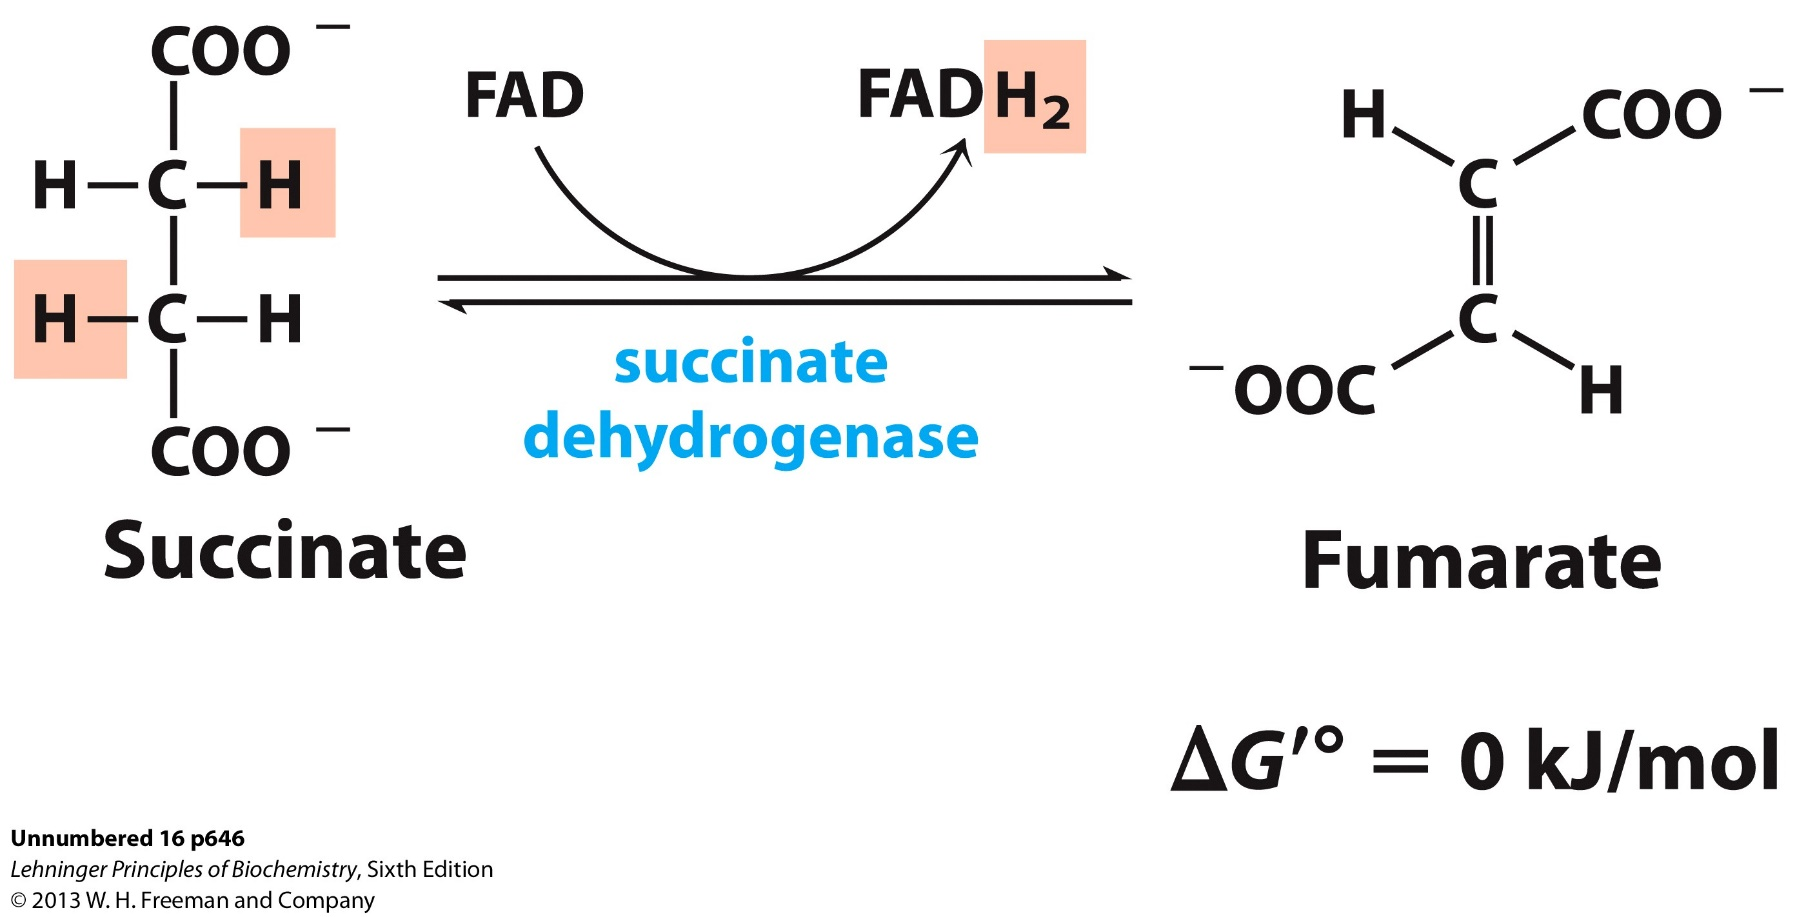 COO⁻
H—C—H
H—C—H
COO⁻
Succinate
FAD
FADH₂
succinate
dehydrogenase
H
COO⁻
C
C
⁻OOC
H
Fumarate
ΔG′° = 0 kJ/mol
Unnumbered 16 p646
Lehninger Principles of Biochemistry, Sixth Edition
© 2013 W. H. Freeman and Company